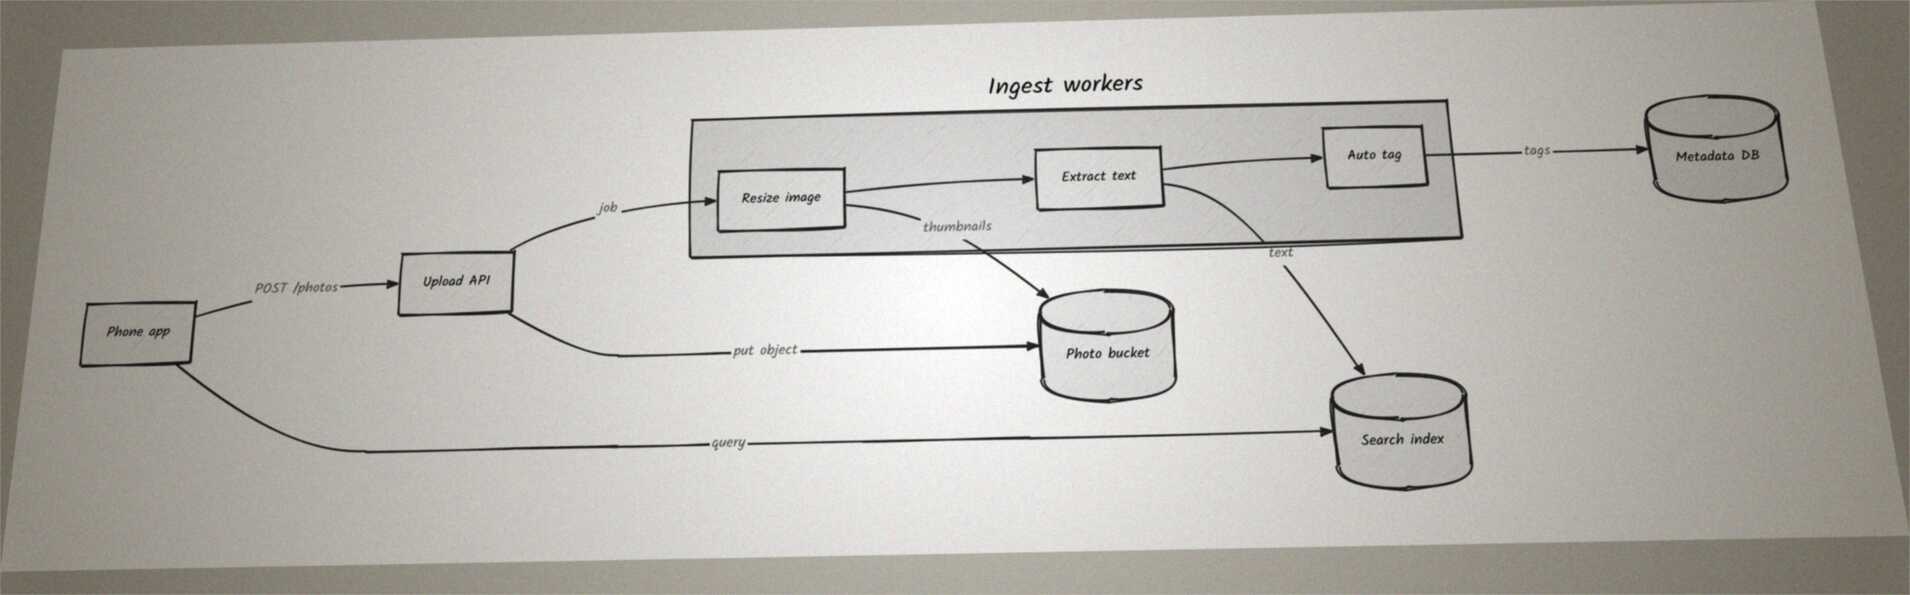 Ingest workers
Auto tag
tags
Metadata DB
Extract text
Resize image
job
thumbnails
text
Upload API
POST /photos
Phone app
put object
Photo bucket
query
Search index